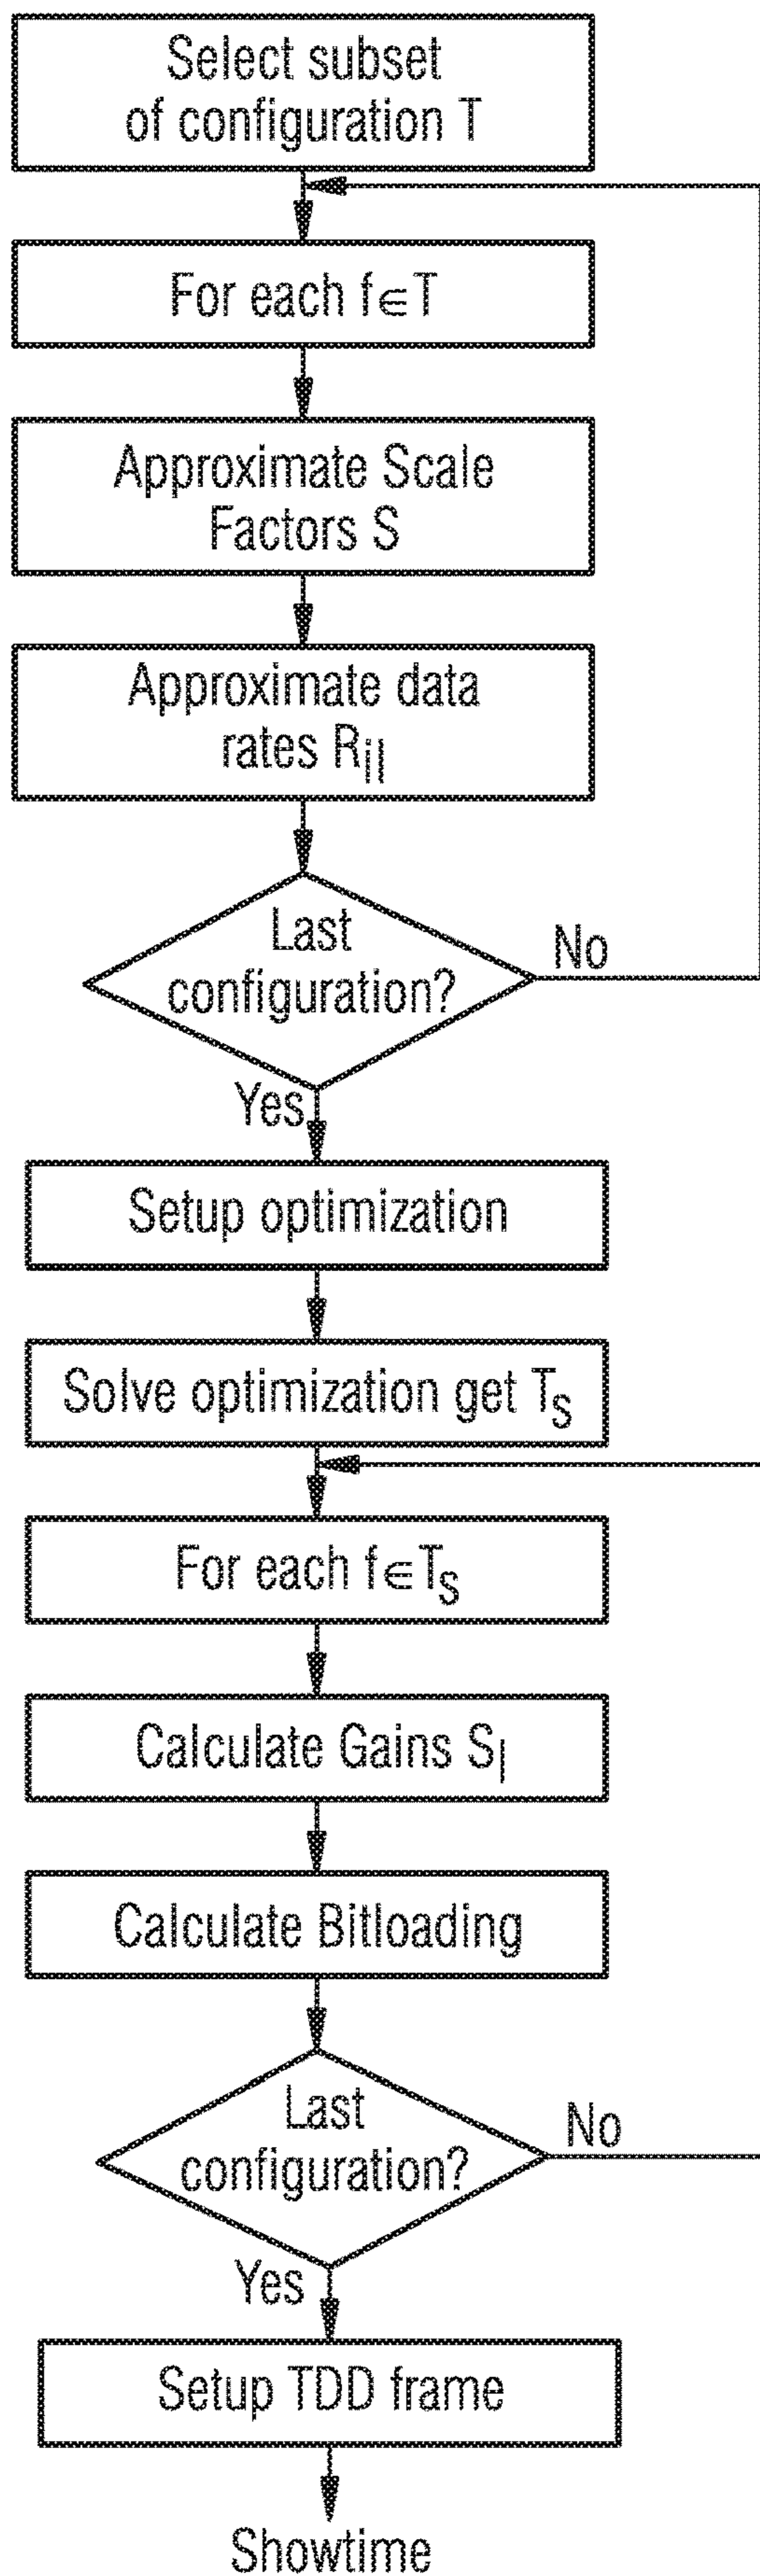 Select subset
of configuration T
For each f∈T
Approximate Scale
Factors S
Approximate data
rates R_il
Last
configuration?
No
Yes
Setup optimization
Solve optimization get T_S
For each f∈T_S
Calculate Gains S_l
Calculate Bitloading
Last
configuration?
No
Yes
Setup TDD frame
Showtime